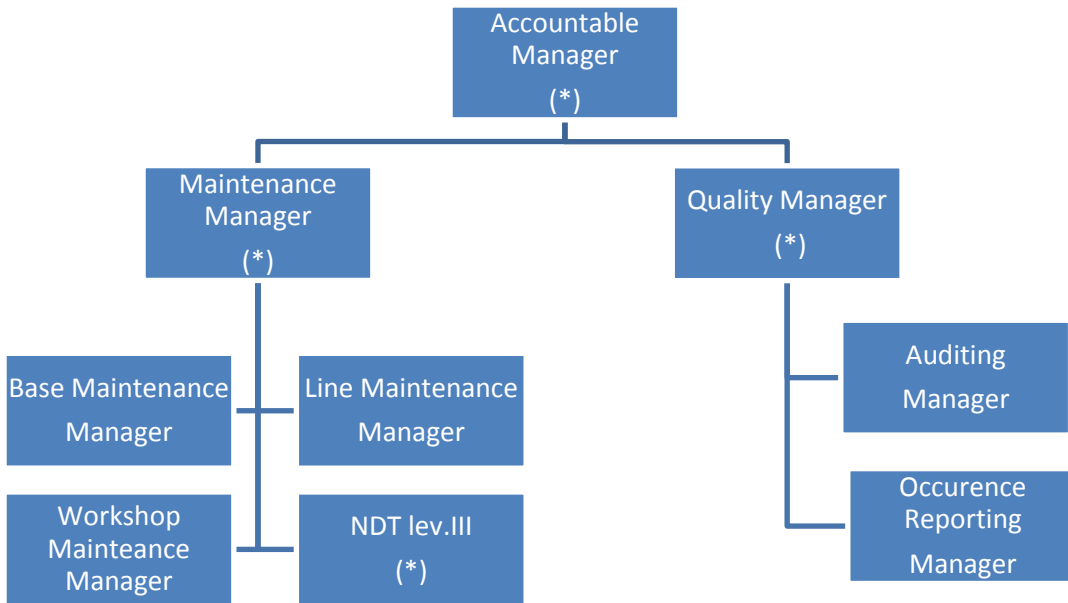 Accountable
Manager
(*)
Maintenance
Manager
(*)
Quality Manager
(*)
Base Maintenance
Manager
Line Maintenance
Manager
Auditing
Manager
Workshop
Mainteance
Manager
NDT lev.III
(*)
Occurence
Reporting
Manager